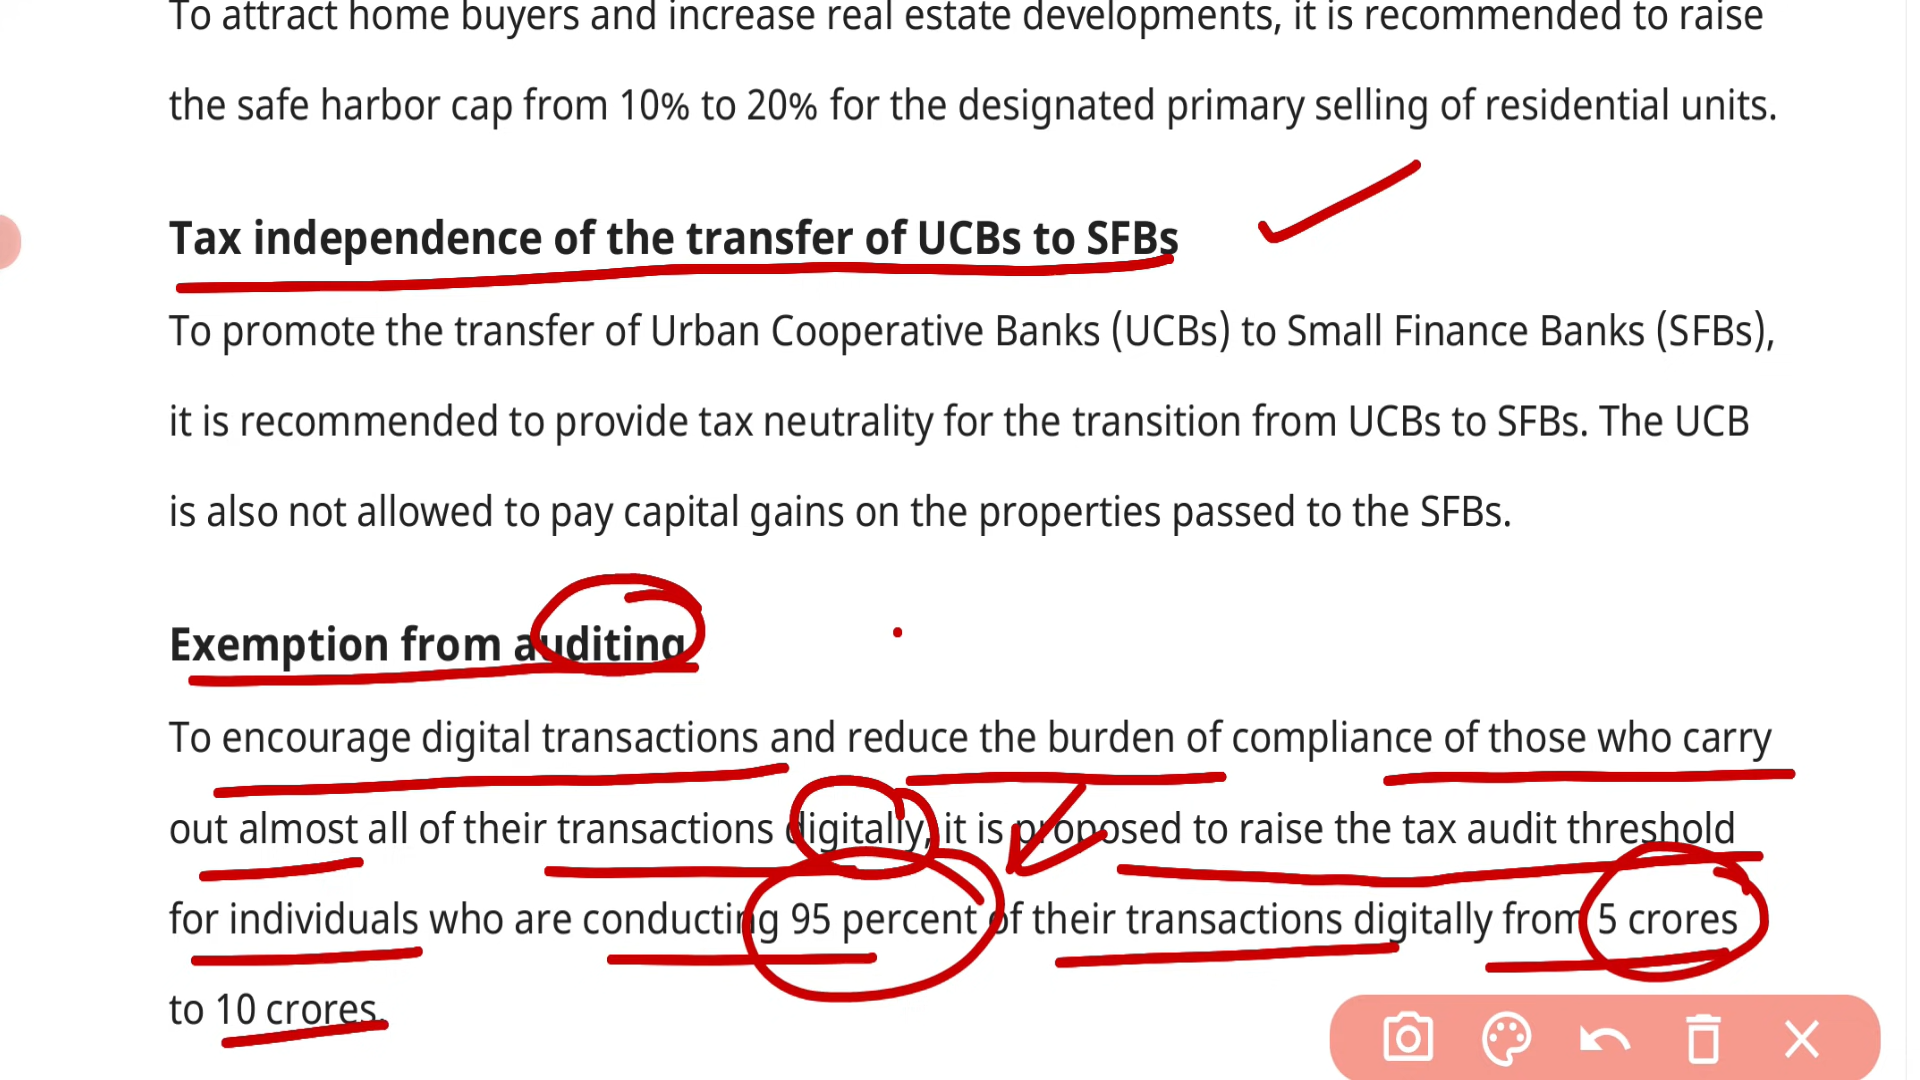 To attract home buyers and increase real estate developments, it is recommended to raise
the safe harbor cap from 10% to 20% for the designated primary selling of residential units.
Tax independence of the transfer of UCBs to SFBs
To promote the transfer of Urban Cooperative Banks (UCBs) to Small Finance Banks (SFBs),
it is recommended to provide tax neutrality for the transition from UCBs to SFBs. The UCB
is also not allowed to pay capital gains on the properties passed to the SFBs.
Exemption from auditing
To encourage digital transactions and reduce the burden of compliance of those who carry
out almost all of their transactions digitally, it is proposed to raise the tax audit threshold
for individuals who are conducting 95 percent of their transactions digitally from 5 crores
to 10 crores.